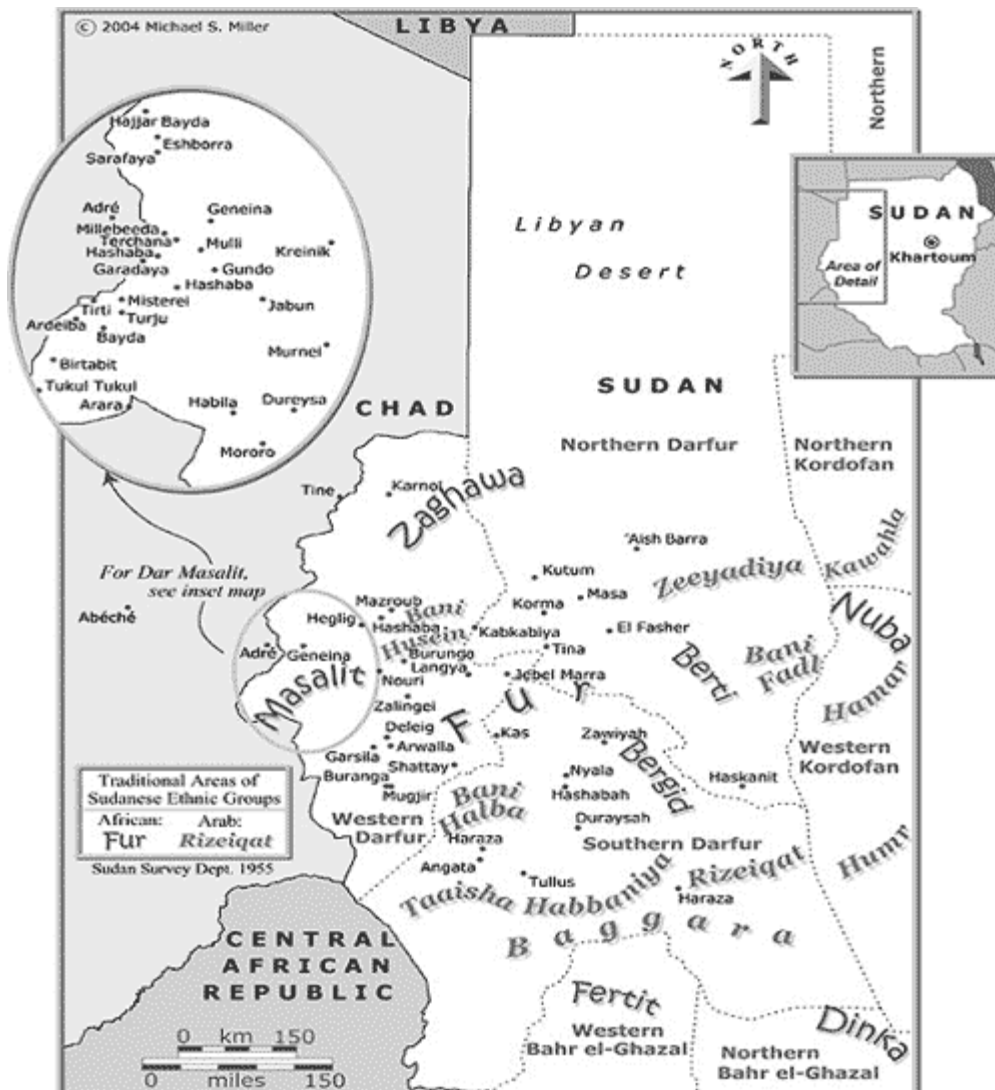 © 2004 Michael S. Miller
LIBYA
NORTH
Northern
Hajjar Bayda
Eshborra
Sarafaya
Adré
Geneina
Millebeeda
Terchana
Mulli
Kreinik
Hashaba
Garadaya
Gundo
Hashaba
Misterei
Jabun
Tirti
Turju
Ardeiba
Bayda
Murnei
Birtabit
Tukul Tukul
Arara
Habila
Dureysa
Mororo
SUDAN
Khartoum
Area of
Detail
Libyan
Desert
SUDAN
CHAD
Northern Darfur
Northern
Kordofan
Tine
Karnoi
Zaghawa
For Dar Masalit,
see inset map
Abéché
'Aish Barra
Kutum
Zeeyadiya
Kawahla
Masa
Korma
Mazroub
Bani
Husein
Heglig
Hashaba
Kabkabiya
El Fasher
Nuba
Adré
Geneina
Burungo
Langya
Tina
Berti
Bani
Fadl
Hamar
Masalit
Nouri
Jebel Marra
Zalingei
Fur
Deleig
Kas
Zawiyah
Garsila
Arwalla
Bergid
Western
Kordofan
Shattay
Buranga
Mugjir
Nyala
Hashabah
Haskanit
Traditional Areas of
Sudanese Ethnic Groups
African:
Arab:
Fur
Rizeiqat
Sudan Survey Dept. 1955
Western
Darfur
Bani
Halba
Duraysah
Haraza
Southern Darfur
Humr
Angata
Tullus
Rizeiqat
Taaisha
Habbaniya
Haraza
Baggara
CENTRAL
AFRICAN
REPUBLIC
Fertit
Western
Bahr el-Ghazal
Dinka
Northern
Bahr el-Ghazal
0 km 150
0 miles 150